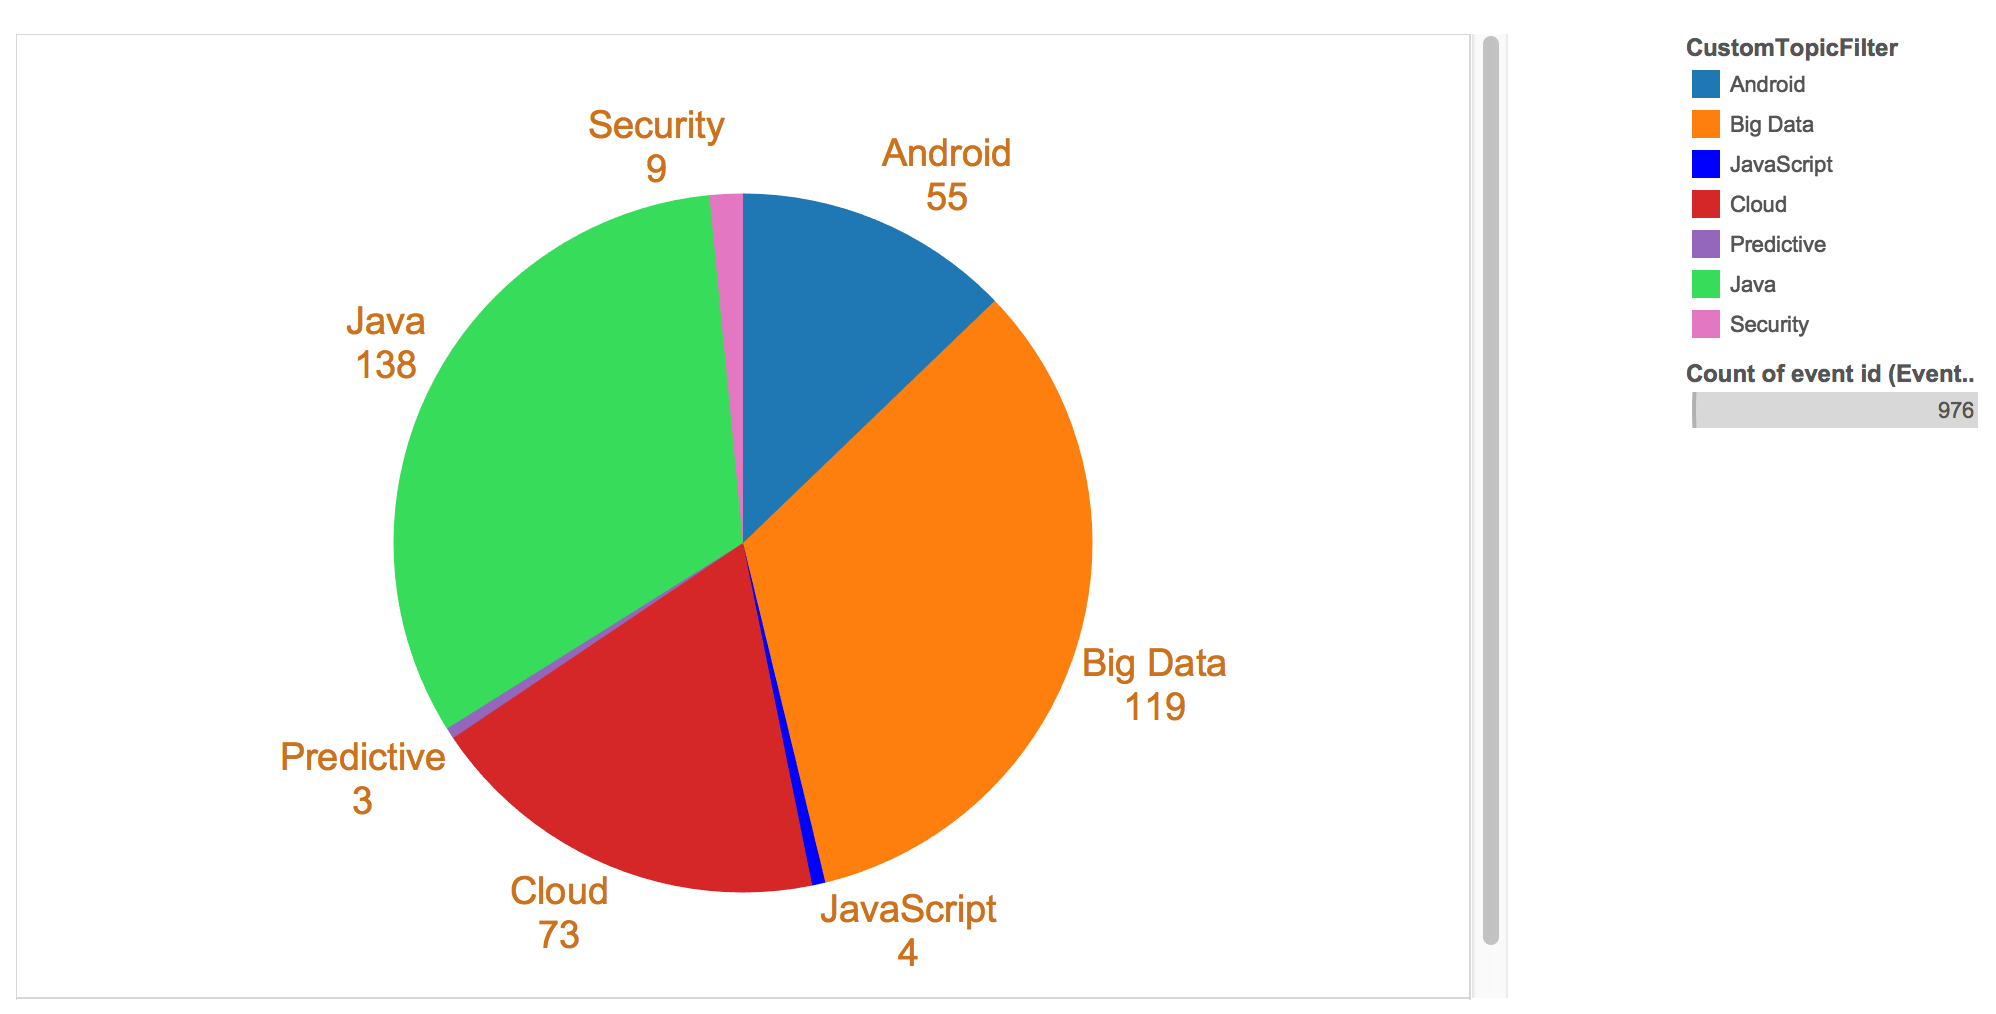 Security
9
Android
55
Java
138
Big Data
119
Predictive
3
Cloud
73
JavaScript
4
CustomTopicFilter
Android
Big Data
JavaScript
Cloud
Predictive
Java
Security
Count of event id (Event..
976